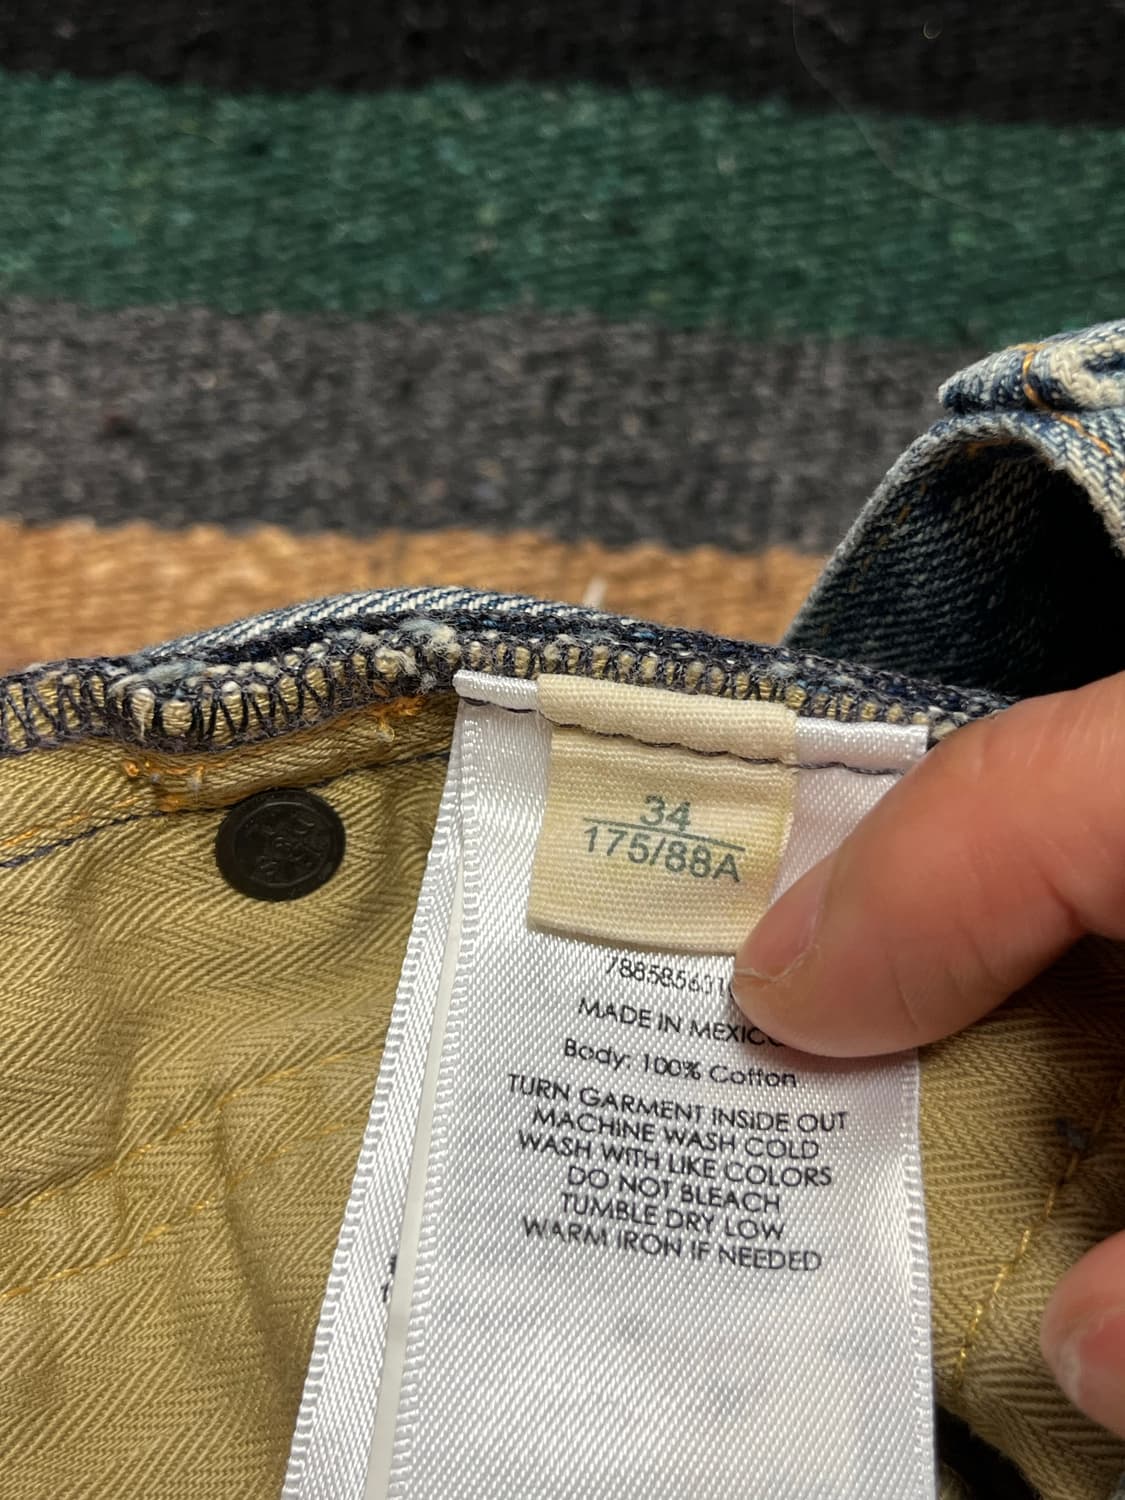 34
175/88A
MADE IN MEXICO
Body: 100% Cotton
TURN GARMENT INSIDE OUT
MACHINE WASH COLD
WASH WITH LIKE COLORS
DO NOT BLEACH
TUMBLE DRY LOW
WARM IRON IF NEEDED